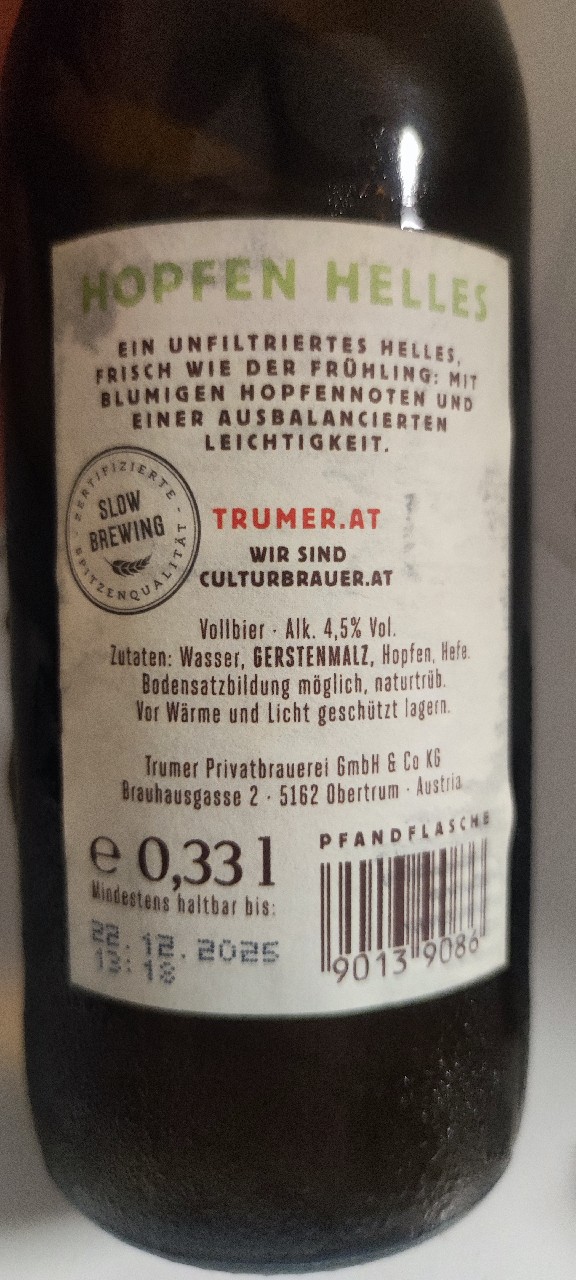 HOPFEN HELLES
EIN UNFILTRIERTES HELLES,
FRISCH WIE DER FRÜHLING: MIT
BLUMIGEN HOPFENNOTEN UND
EINER AUSBALANCIERTEN
LEICHTIGKEIT.
ZERTIFIZIERTE
SLOW
BREWING
SPITZENQUALITÄT
TRUMER.AT
WIR SIND
CULTURBRAUER.AT
Vollbier · Alk. 4,5% Vol.
Zutaten: Wasser, GERSTENMALZ, Hopfen, Hefe.
Bodensatzbildung möglich, naturtrüb.
Vor Wärme und Licht geschützt lagern.
Trumer Privatbrauerei GmbH & Co KG
Brauhausgasse 2 · 5162 Obertrum · Austria
℮ 0,33 l
Mindestens haltbar bis:
22.12.2025
13:18
PFANDFLASCHE
9013 9086